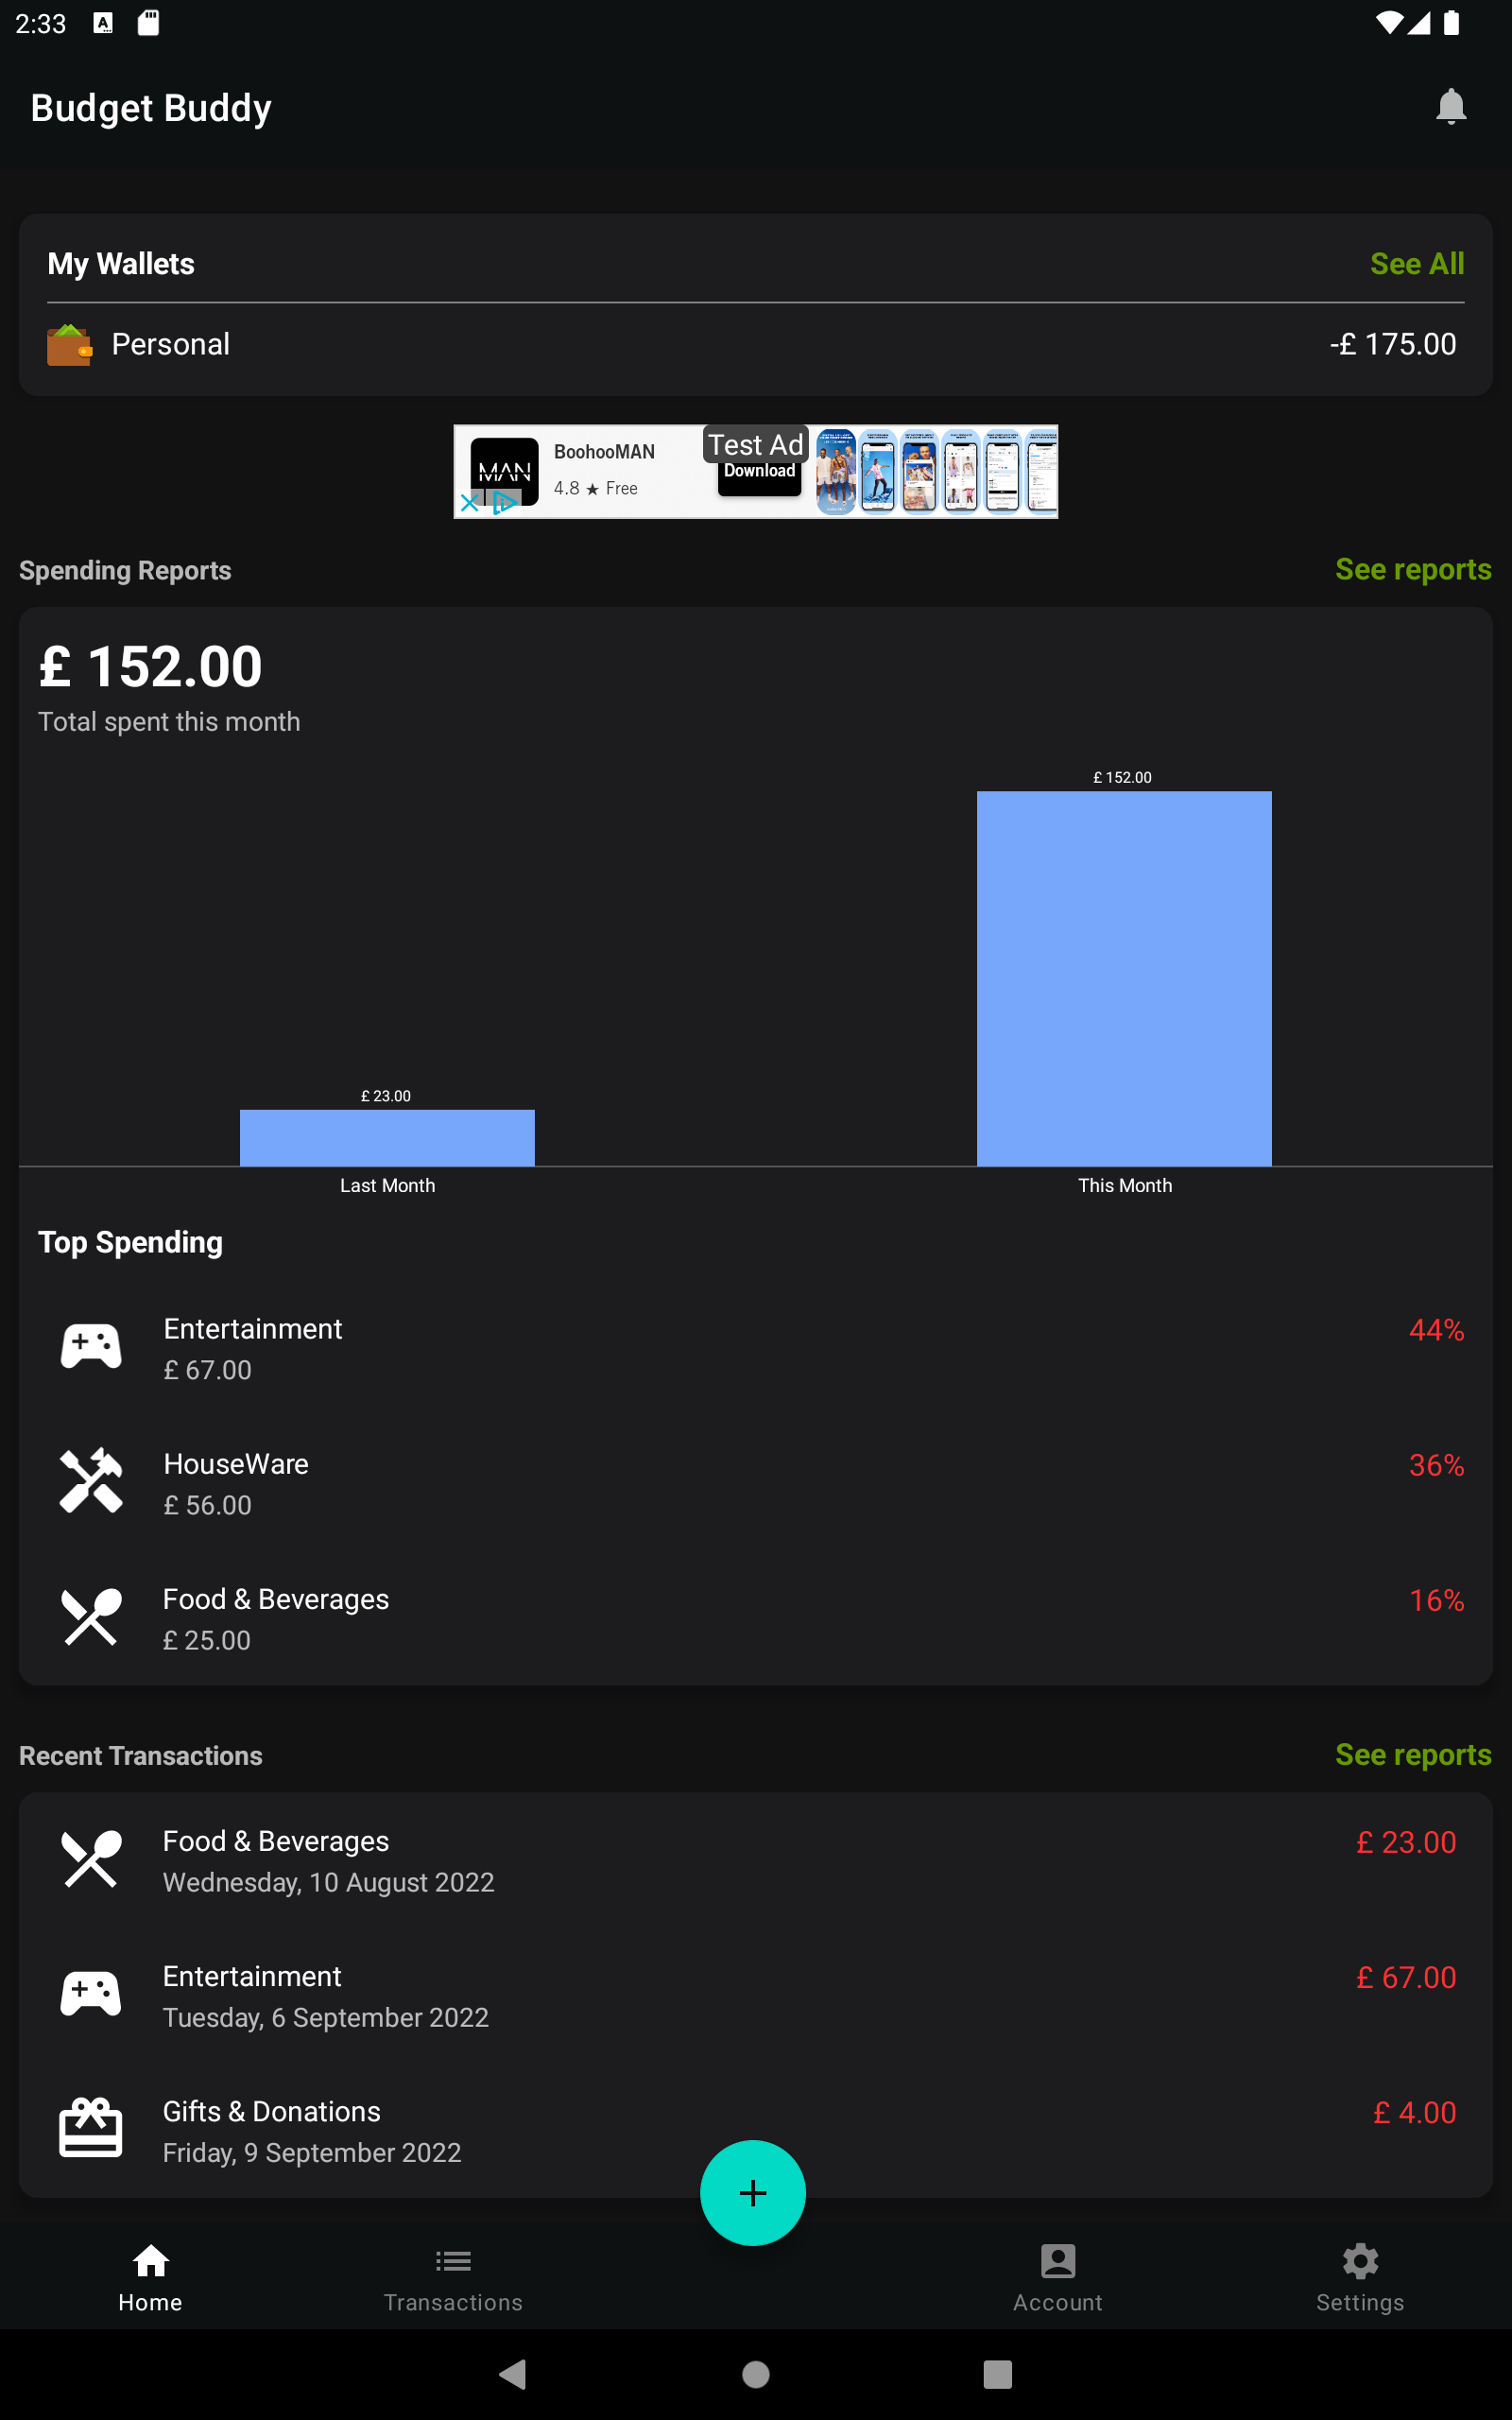 2:33
Budget Buddy
My Wallets
See All
Personal
-£ 175.00
MAN
BoohooMAN
4.8 ★ Free
Test Ad
Download
Spending Reports
See reports
£ 152.00
Total spent this month
£ 152.00
£ 23.00
Last Month
This Month
Top Spending
Entertainment
44%
£ 67.00
HouseWare
36%
£ 56.00
Food & Beverages
16%
£ 25.00
Recent Transactions
See reports
Food & Beverages
£ 23.00
Wednesday, 10 August 2022
Entertainment
£ 67.00
Tuesday, 6 September 2022
Gifts & Donations
£ 4.00
Friday, 9 September 2022
Home
Transactions
Account
Settings